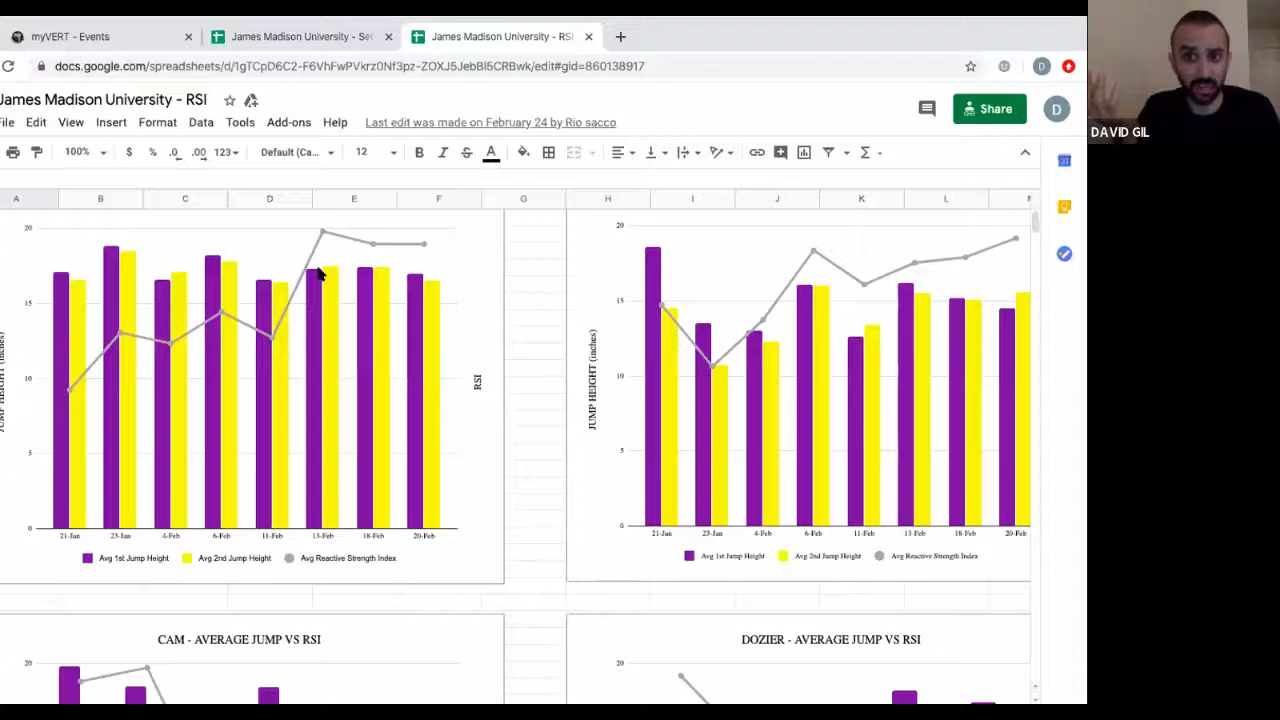 myVERT - Events
James Madison University - Set
James Madison University - RSI
docs.google.com/spreadsheets/d/1gTCpD6C2-F6VhFwPVkrz0Nf3pz-ZOXJ5JebBl5CRBwk/edit#gid=860138917
James Madison University - RSI
File Edit View Insert Format Data Tools Add-ons Help Last edit was made on February 24 by Rio sacco
Share
D
D
DAVID GIL
100% $ % .0 .00 123 Default (Ca... 12 B I S A
A B C D E F G H I J K L M
20
15
10
5
0
JUMP HEIGHT (inches)
RSI
21-Jan 23-Jan 4-Feb 6-Feb 11-Feb 13-Feb 18-Feb 20-Feb
Avg 1st Jump Height Avg 2nd Jump Height Avg Reactive Strength Index
20
15
10
5
0
JUMP HEIGHT (inches)
21-Jan 23-Jan 4-Feb 6-Feb 11-Feb 13-Feb 18-Feb 20-Feb
Avg 1st Jump Height Avg 2nd Jump Height Avg Reactive Strength Index
CAM - AVERAGE JUMP VS RSI
20
DOZIER - AVERAGE JUMP VS RSI
20